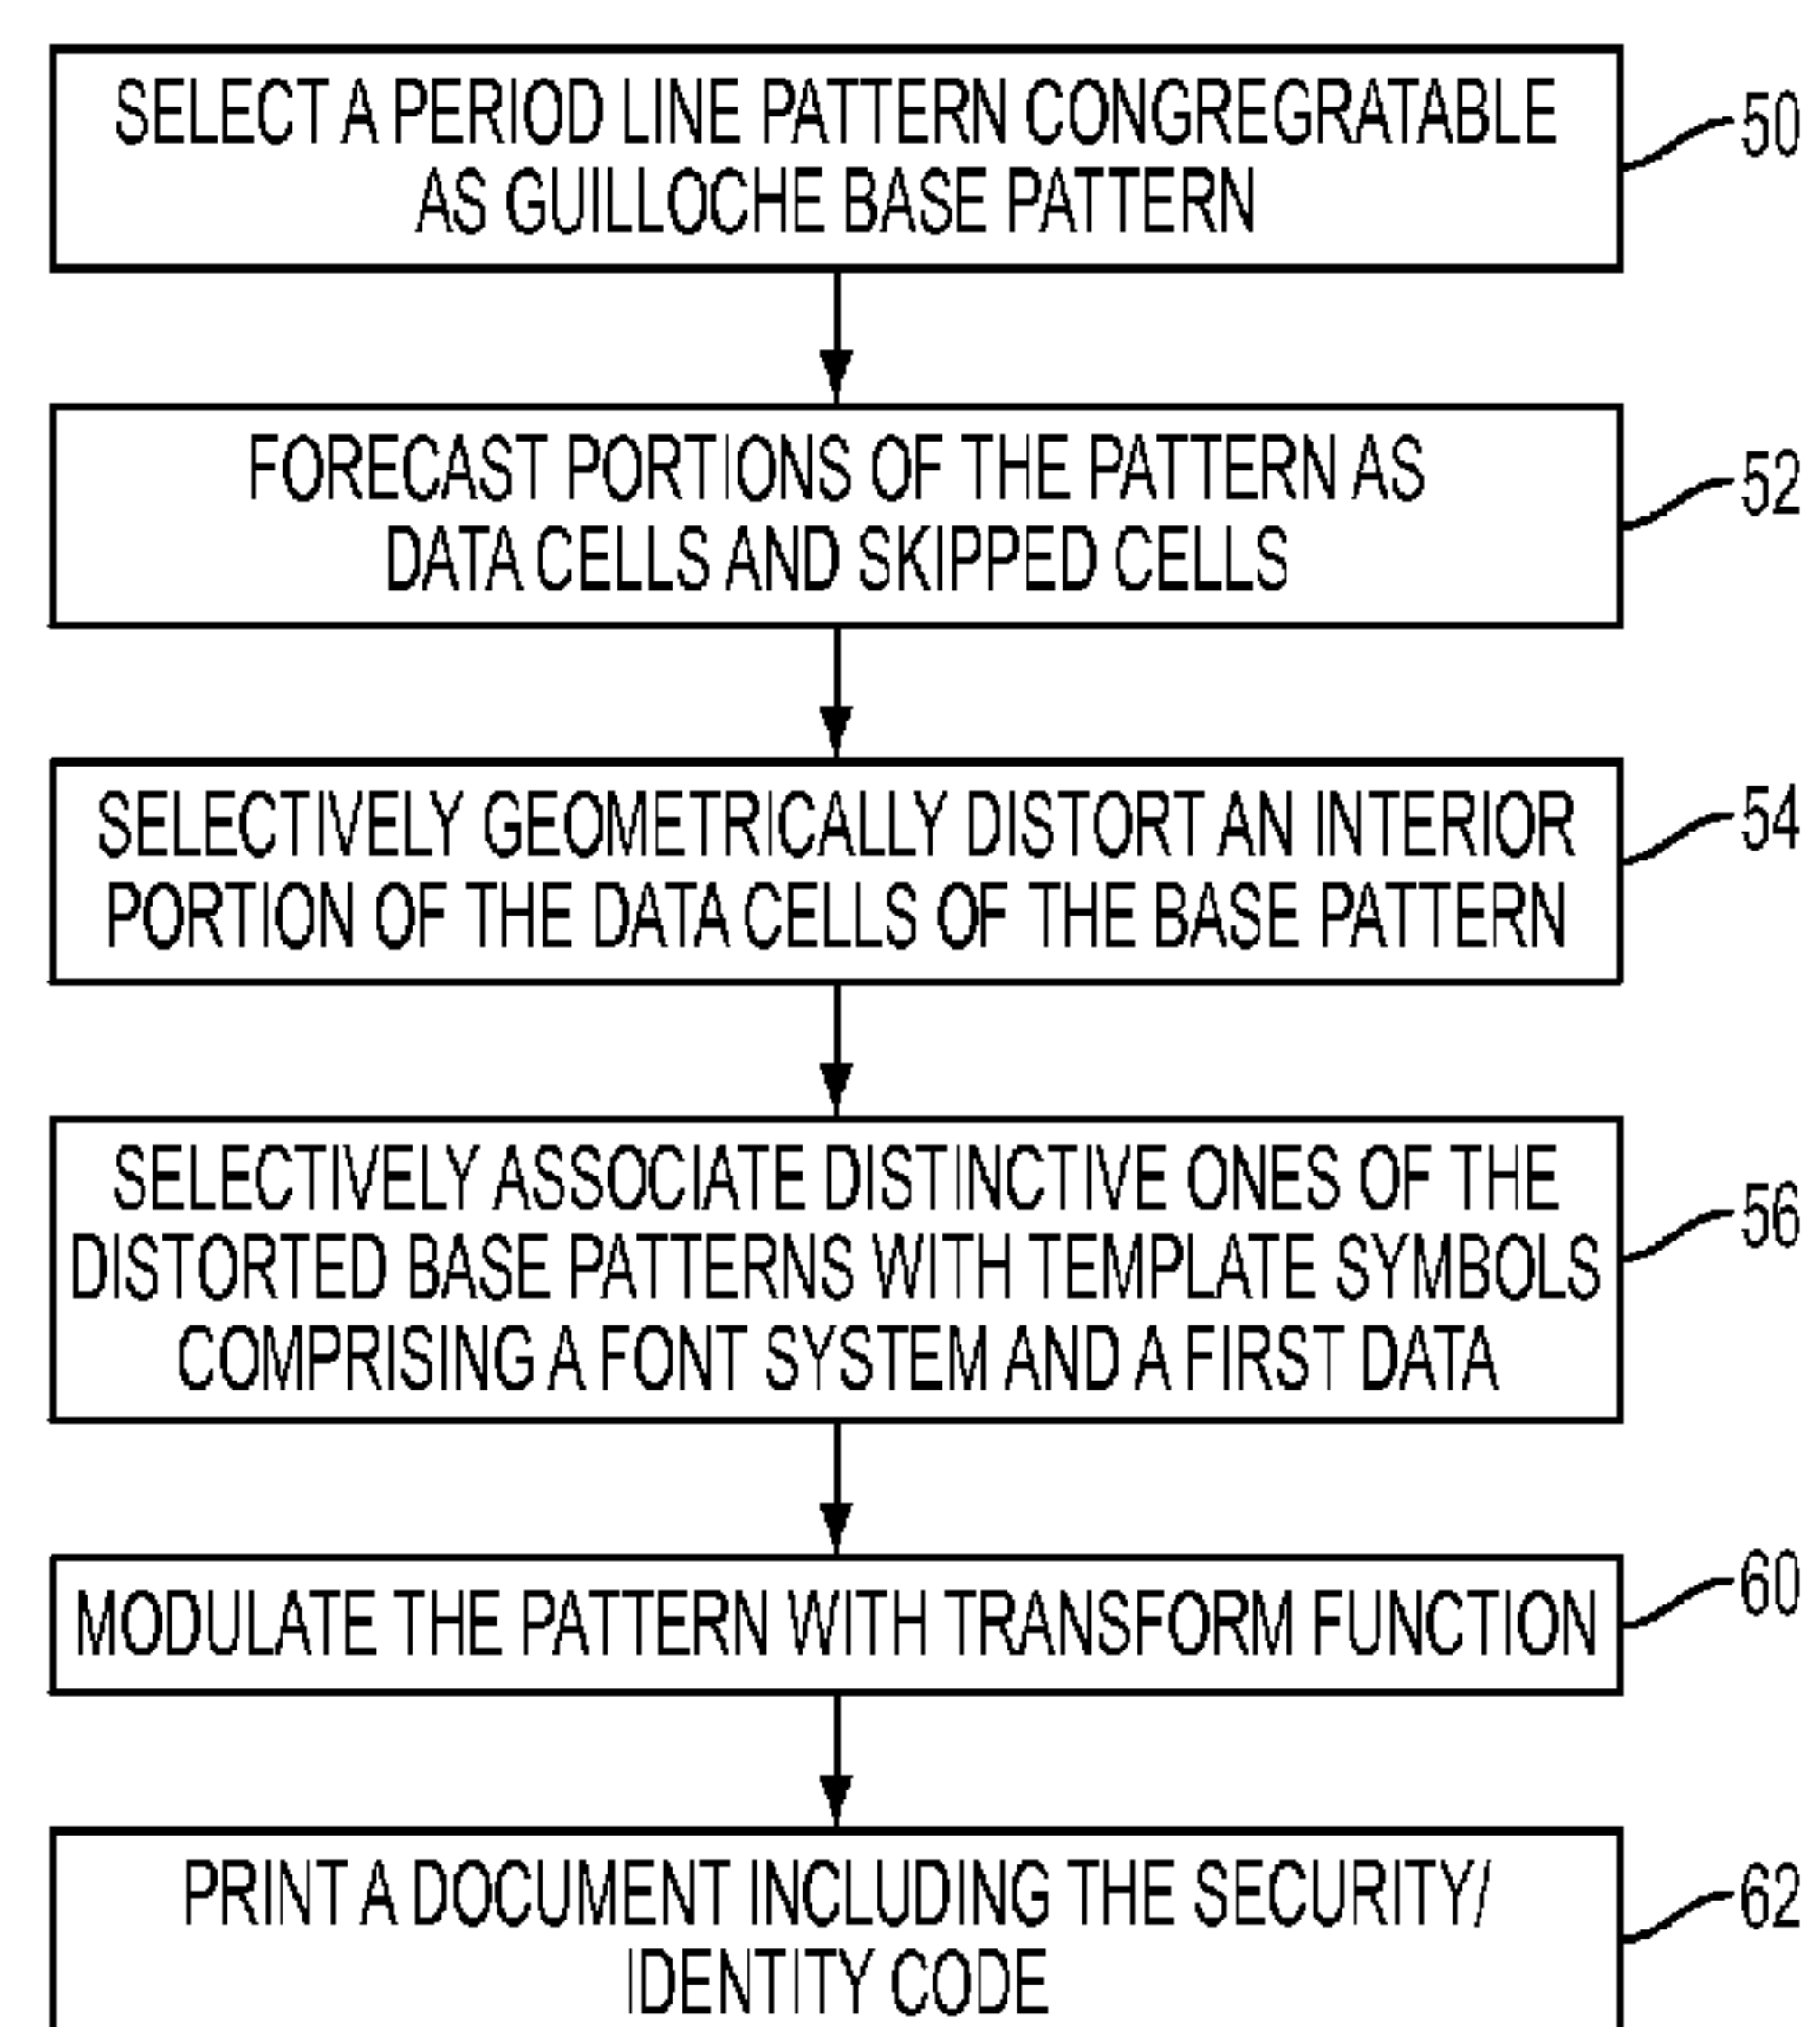 SELECT A PERIOD LINE PATTERN CONGREGRATABLE
AS GUILLOCHE BASE PATTERN
50
FORECAST PORTIONS OF THE PATTERN AS
DATA CELLS AND SKIPPED CELLS
52
SELECTIVELY GEOMETRICALLY DISTORT AN INTERIOR
PORTION OF THE DATA CELLS OF THE BASE PATTERN
54
SELECTIVELY ASSOCIATE DISTINCTIVE ONES OF THE
DISTORTED BASE PATTERNS WITH TEMPLATE SYMBOLS
COMPRISING A FONT SYSTEM AND A FIRST DATA
56
MODULATE THE PATTERN WITH TRANSFORM FUNCTION
60
PRINT A DOCUMENT INCLUDING THE SECURITY/
IDENTITY CODE
62